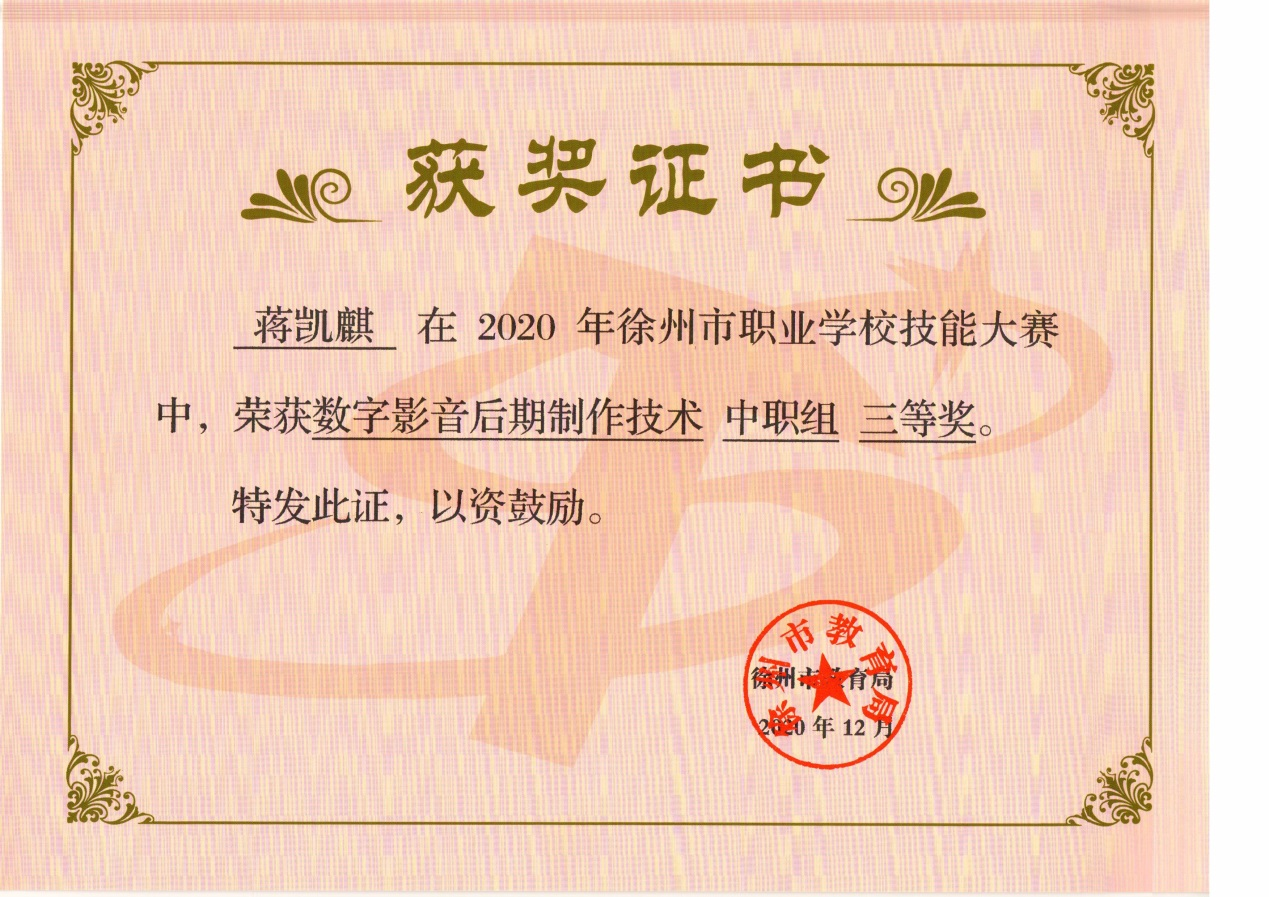 获奖证书
蒋凯麒 在 2020 年徐州市职业学校技能大赛
中，荣获数字影音后期制作技术 中职组 三等奖。
特发此证，以资鼓励。
徐州市教育局
徐州市教育局
2020 年 12 月